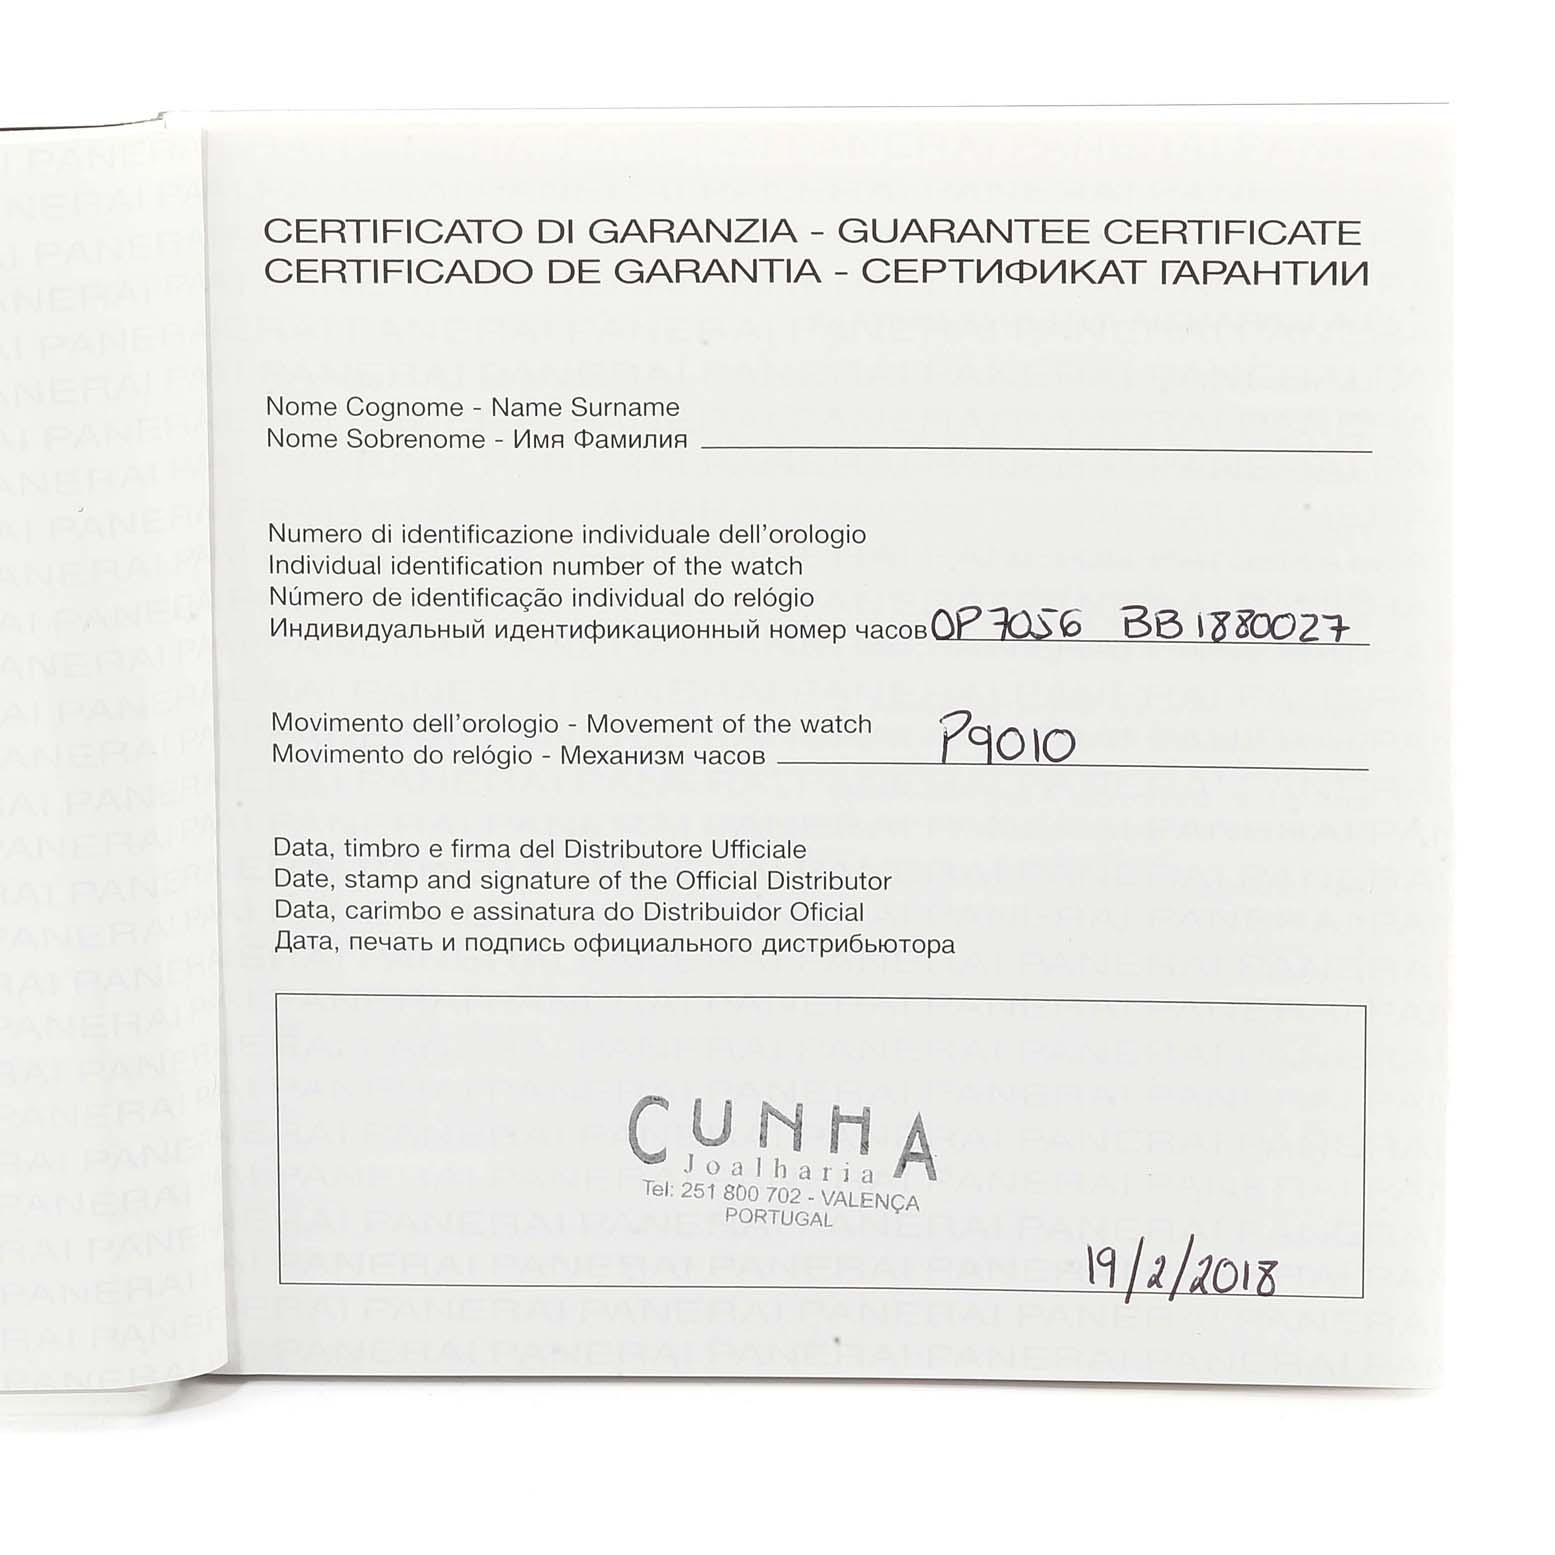 CERTIFICATO DI GARANZIA - GUARANTEE CERTIFICATE
CERTIFICADO DE GARANTIA - СЕРТИФИКАТ ГАРАНТИИ
Nome Cognome - Name Surname
Nome Sobrenome - Имя Фамилия
Numero di identificazione individuale dell'orologio
Individual identification number of the watch
Número de identificação individual do relógio
Индивидуальный идентификационный номер часов OP7056 BB1880027
Movimento dell'orologio - Movement of the watch
Movimento do relógio - Механизм часов P9010
Data, timbro e firma del Distributore Ufficiale
Date, stamp and signature of the Official Distributor
Data, carimbo e assinatura do Distribuidor Oficial
Дата, печать и подпись официального дистрибьютора
CUNHA
Joalharia
Tel: 251 800 702 - VALENÇA
PORTUGAL
19/2/2018